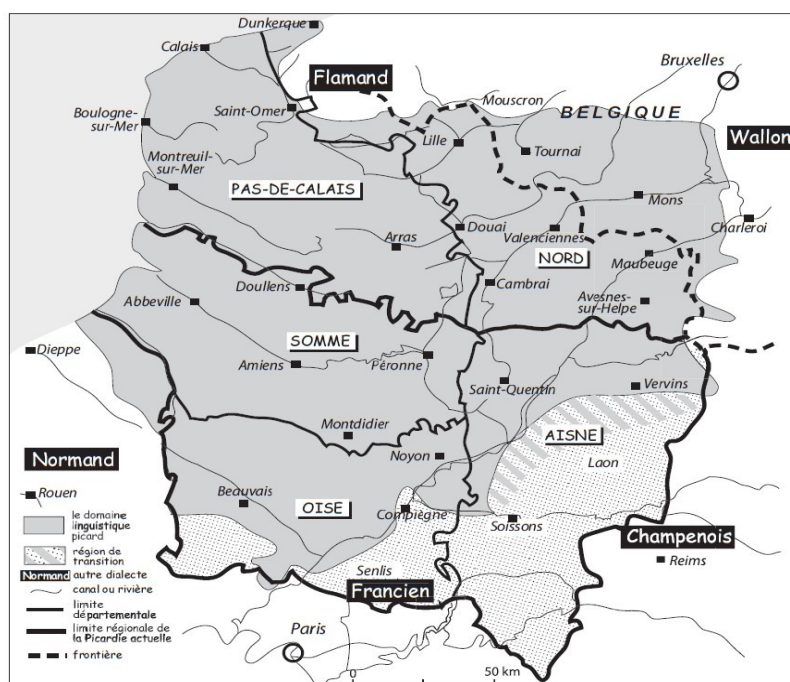 Dunkerque
Calais
Bruxelles
Flamand
Mouscron
BELGIQUE
Boulogne-
sur-Mer
Saint-Omer
Lille
Tournai
Wallon
Montreuil-
sur-Mer
PAS-DE-CALAIS
Mons
Douai
Valenciennes
Charleroi
Arras
NORD
Maubeuge
Doullens
Cambrai
Abbeville
Avesnes-
sur-Helpe
SOMME
Dieppe
Amiens
Péronne
Saint-Quentin
Vervins
Montdidier
AISNE
Noyon
Laon
Normand
Rouen
Beauvais
OISE
Compiègne
Soissons
Champenois
Reims
Senlis
Francien
Paris
le domaine
linguistique
picard
région de
transition
Normand autre dialecte
canal ou rivière
limite
départementale
limite régionale de
la Picardie actuelle
frontière
0 50 km